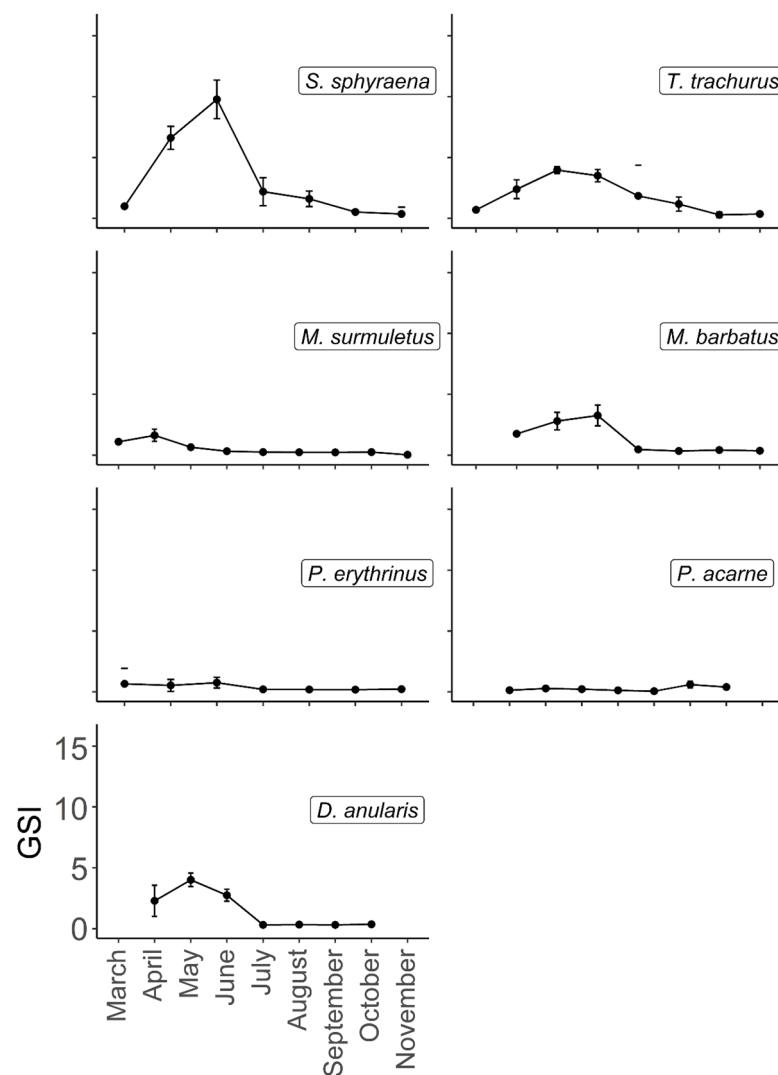 S. sphyraena
T. trachurus
M. surmuletus
M. barbatus
P. erythrinus
P. acarne
D. anularis
GSI
15
10
5
0
March
April
May
June
July
August
September
October
November